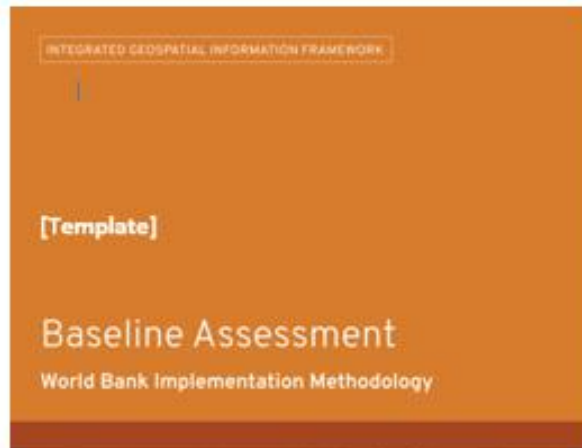 INTEGRATED GEOSPATIAL INFORMATION FRAMEWORK
[Template]
Baseline Assessment
World Bank Implementation Methodology